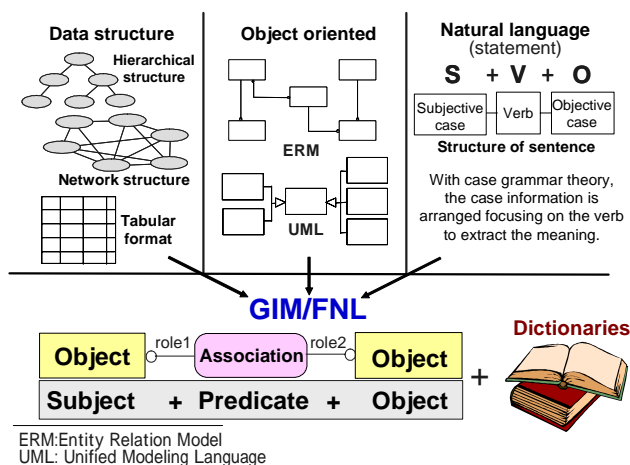 Data structure
Hierarchical
structure
Network structure
Tabular
format
Object oriented
ERM
UML
Natural language
(statement)
S + V + O
Subjective
case
Verb
Objective
case
Structure of sentence
With case grammar theory,
the case information is
arranged focusing on the verb
to extract the meaning.
GIM/FNL
Object
role1
Association
role2
Object
+
Dictionaries
Subject + Predicate + Object
ERM:Entity Relation Model
UML: Unified Modeling Language